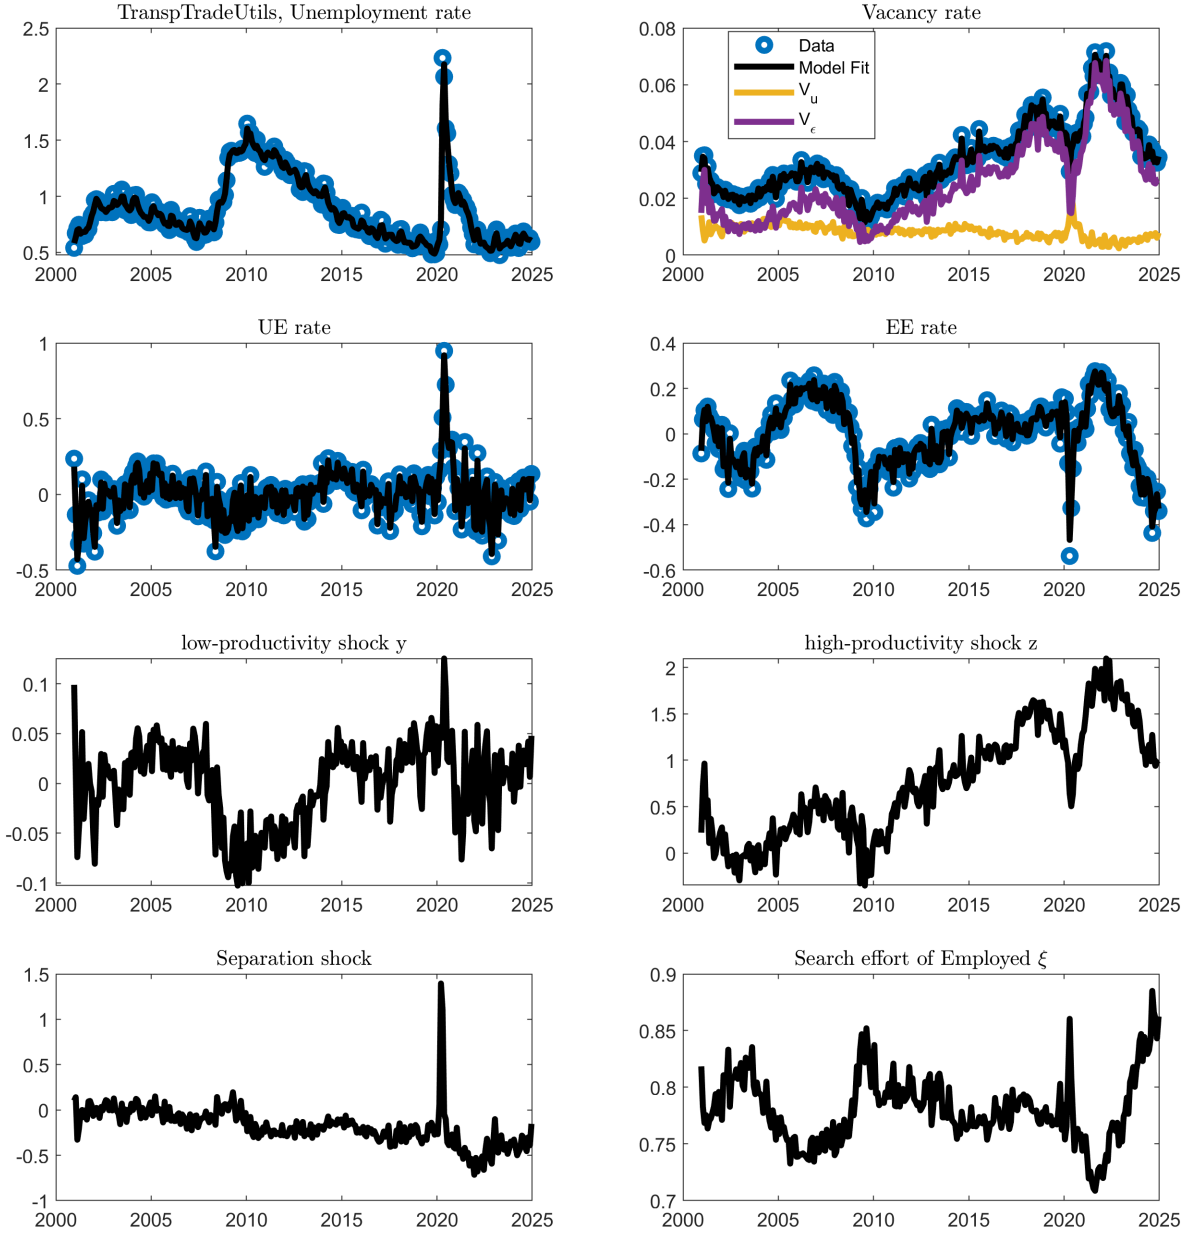 TranspTradeUtils, Unemployment rate
2.5
2
1.5
1
0.5
2000 2005 2010 2015 2020 2025
Vacancy rate
0.08
0.06
0.04
0.02
0
Data
Model Fit
V_u
V_ϵ
2000 2005 2010 2015 2020 2025
UE rate
1
0.5
0
-0.5
2000 2005 2010 2015 2020 2025
EE rate
0.4
0.2
0
-0.2
-0.4
-0.6
2000 2005 2010 2015 2020 2025
low-productivity shock y
0.1
0.05
0
-0.05
-0.1
2000 2005 2010 2015 2020 2025
high-productivity shock z
2
1.5
1
0.5
0
2000 2005 2010 2015 2020 2025
Separation shock
1.5
1
0.5
0
-0.5
-1
2000 2005 2010 2015 2020 2025
Search effort of Employed ξ
0.9
0.85
0.8
0.75
0.7
2000 2005 2010 2015 2020 2025